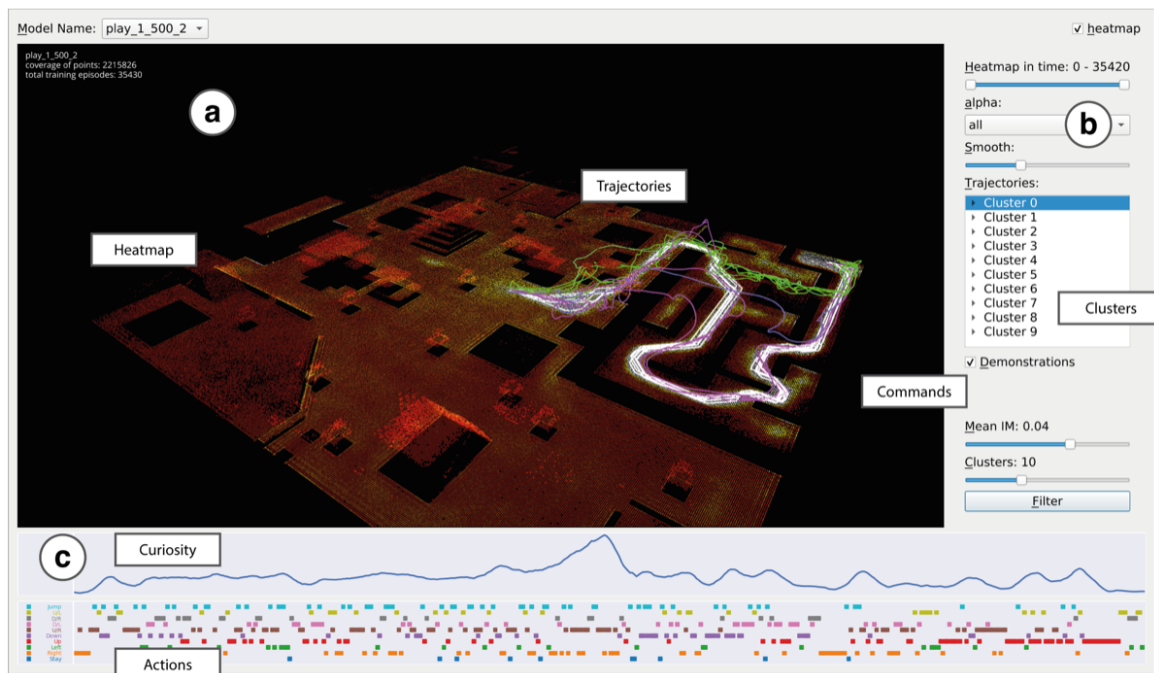 Model Name: play_1_500_2
heatmap
play_1_500_2
coverage of points: 2215826
total training episodes: 35430
a
Heatmap in time: 0 - 35420
alpha:
all
b
Smooth:
Trajectories:
Cluster 0
Cluster 1
Cluster 2
Cluster 3
Cluster 4
Cluster 5
Cluster 6
Cluster 7
Cluster 8
Cluster 9
Trajectories
Heatmap
Clusters
Demonstrations
Commands
Mean IM: 0.04
Clusters: 10
Filter
c
Curiosity
Jump
Down
Up
Left
Right
Stay
Actions